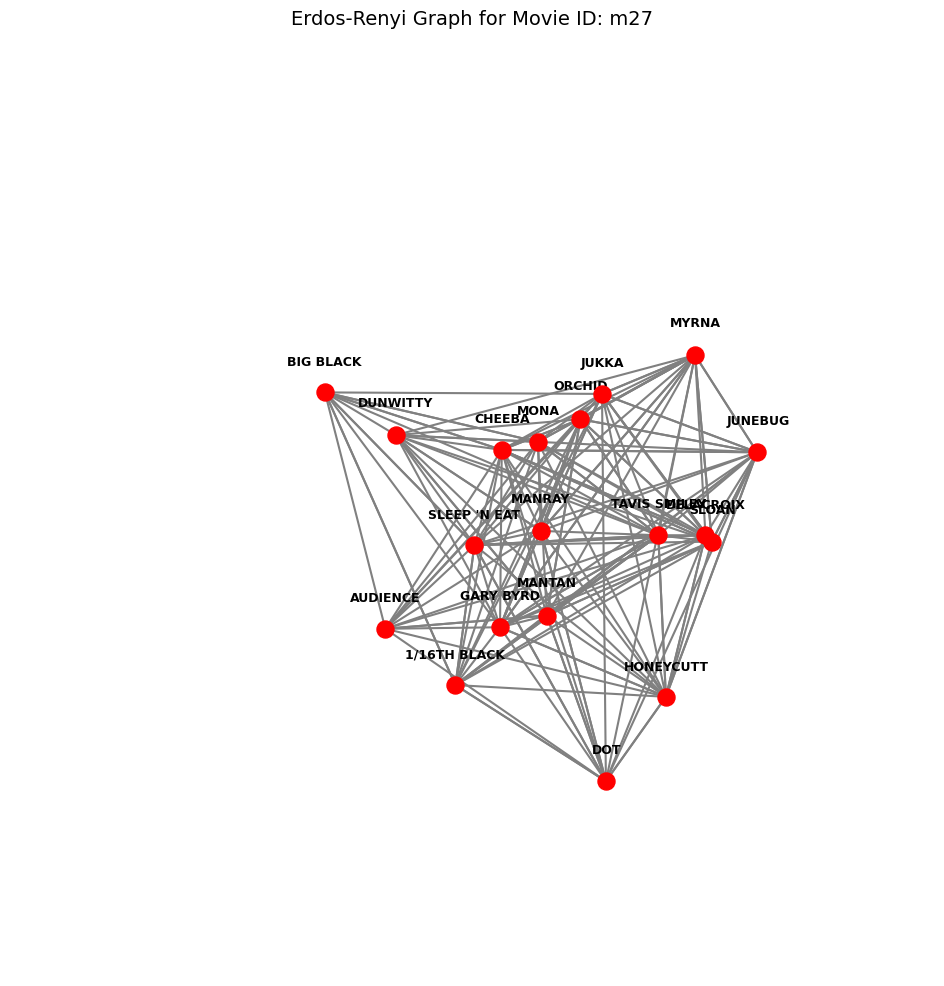 Erdos-Renyi Graph for Movie ID: m27
MYRNA
BIG BLACK
JUKKA
ORCHID
DUNWITTY
MONA
CHEEBA
JUNEBUG
MANRAY
TAVIS SMILEY
DELACROIX
SLOAN
SLEEP 'N EAT
MANTAN
GARY BYRD
AUDIENCE
1/16TH BLACK
HONEYCUTT
DOT